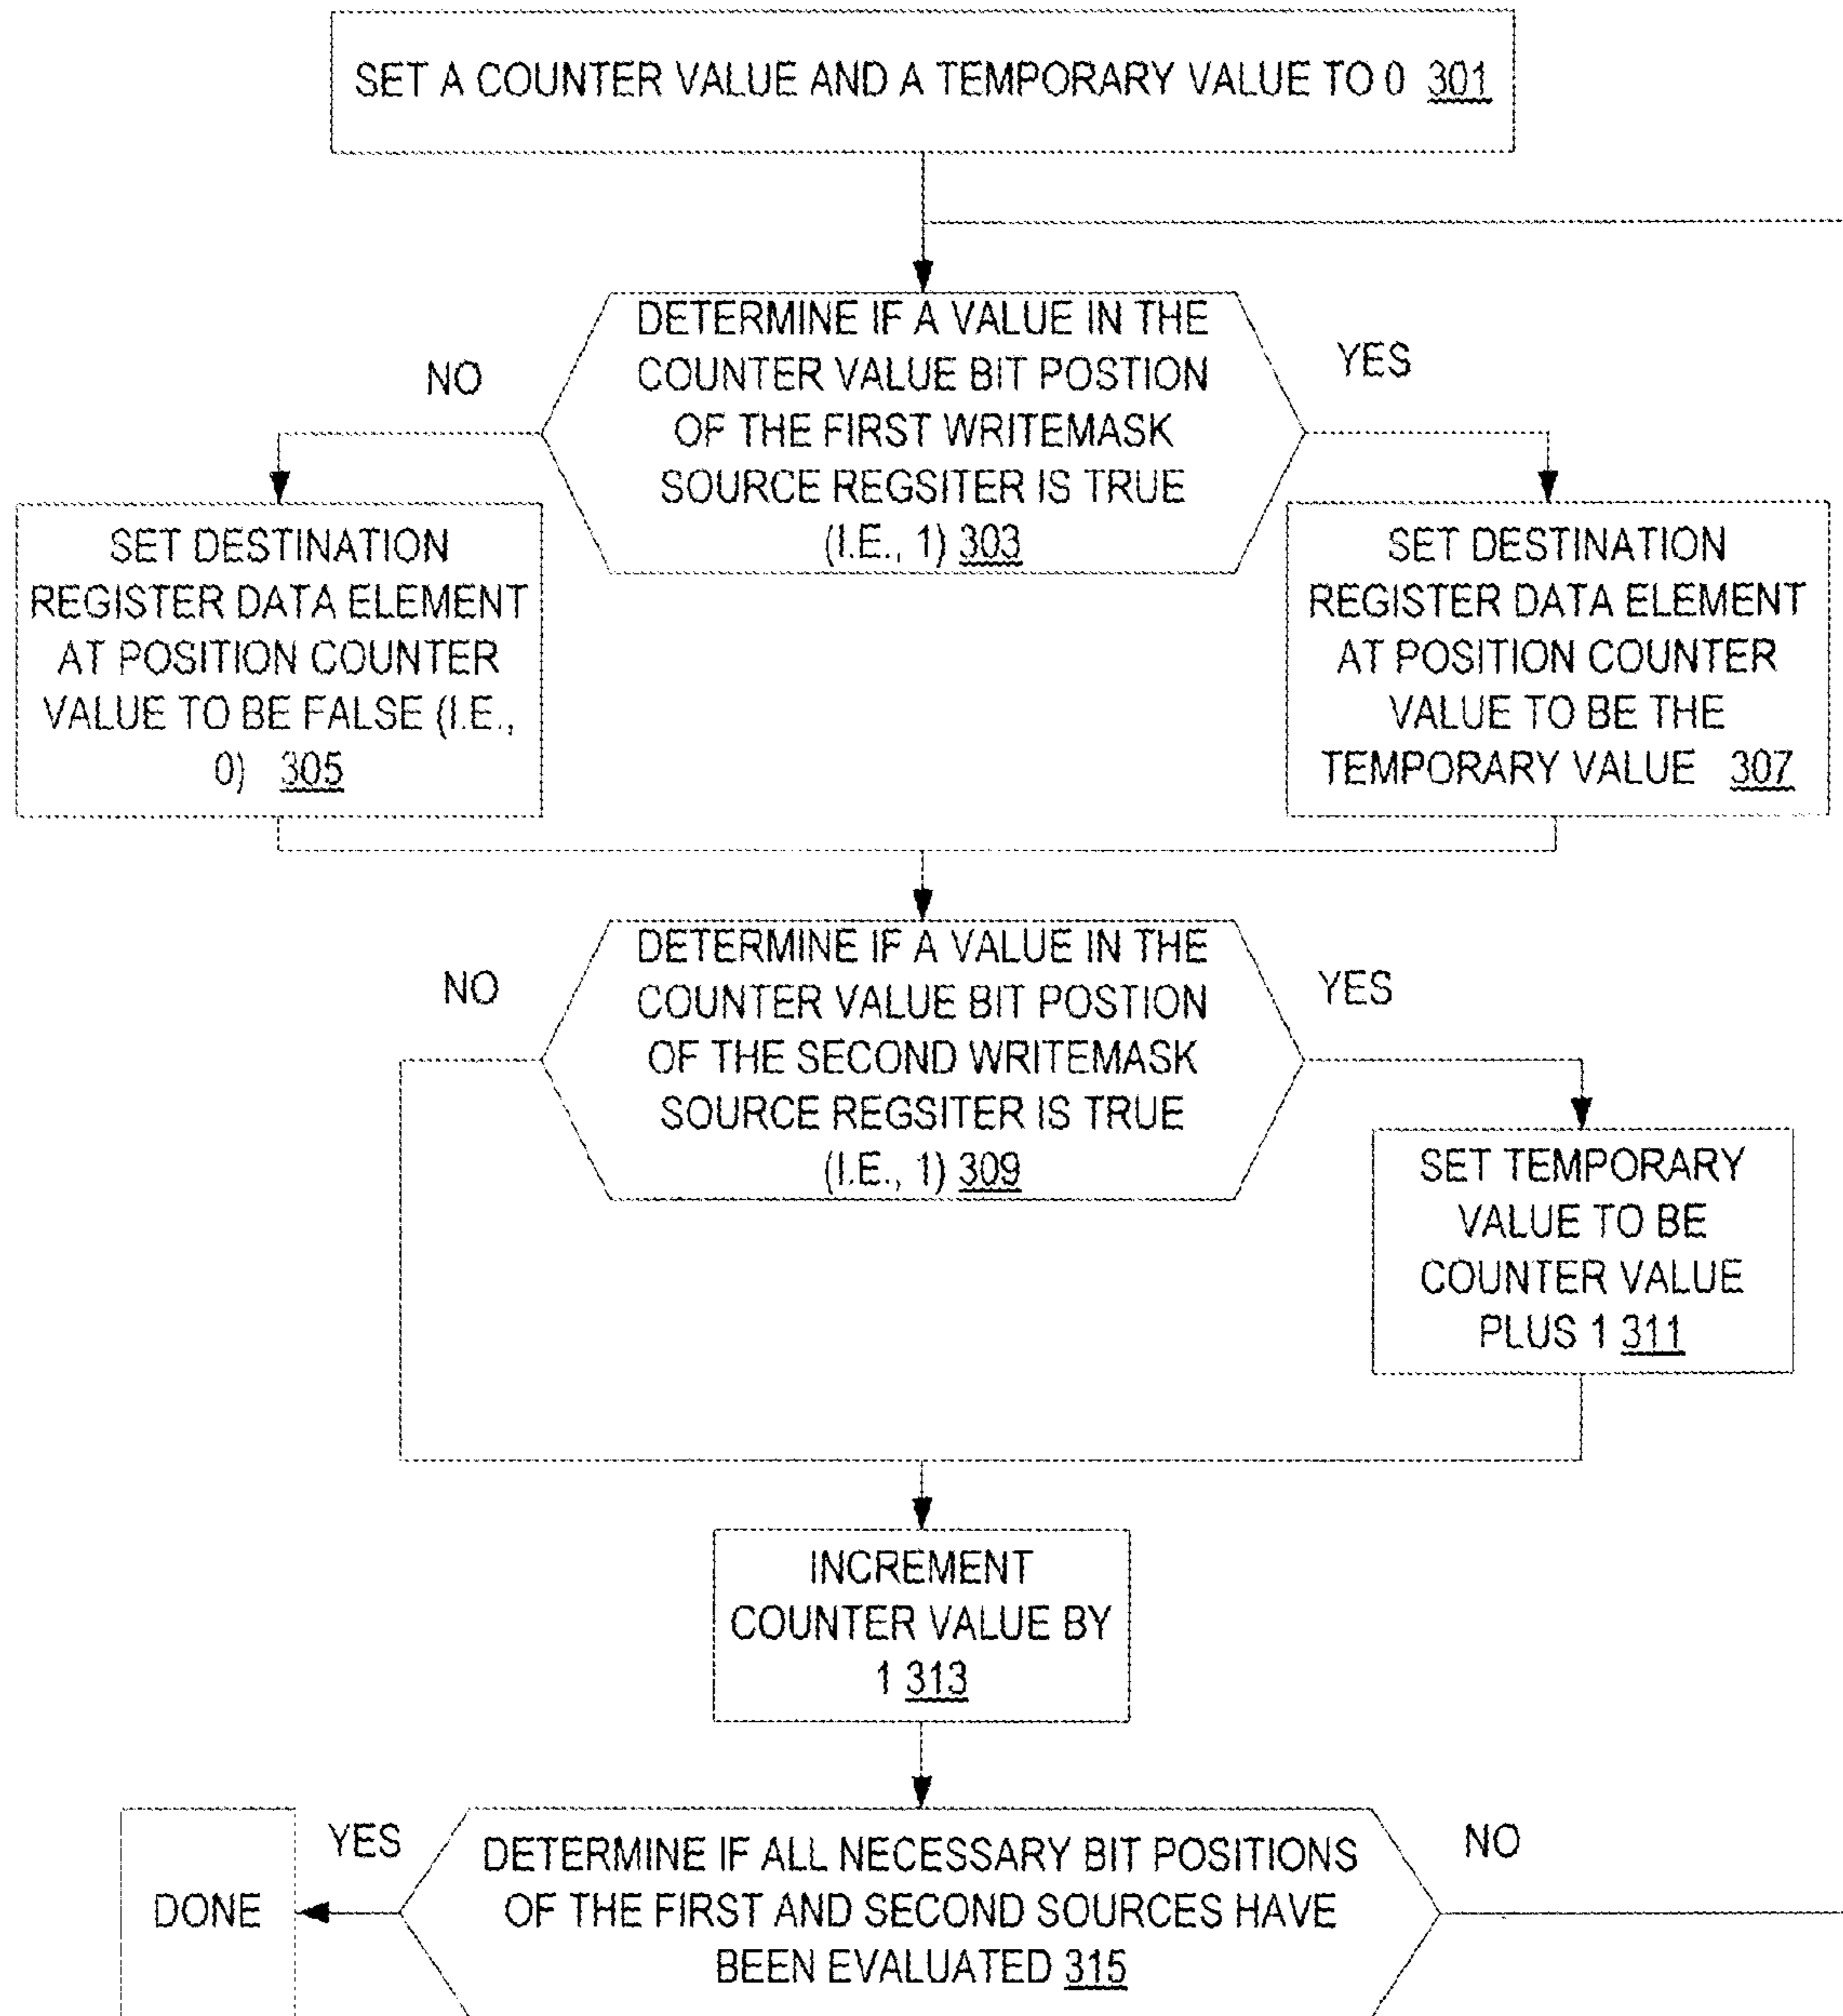 SET A COUNTER VALUE AND A TEMPORARY VALUE TO 0 301
DETERMINE IF A VALUE IN THE
COUNTER VALUE BIT POSTION
OF THE FIRST WRITEMASK
SOURCE REGSITER IS TRUE
(I.E., 1) 303
NO
YES
SET DESTINATION
REGISTER DATA ELEMENT
AT POSITION COUNTER
VALUE TO BE FALSE (I.E.,
0) 305
SET DESTINATION
REGISTER DATA ELEMENT
AT POSITION COUNTER
VALUE TO BE THE
TEMPORARY VALUE 307
DETERMINE IF A VALUE IN THE
COUNTER VALUE BIT POSTION
OF THE SECOND WRITEMASK
SOURCE REGSITER IS TRUE
(I.E., 1) 309
NO
YES
SET TEMPORARY
VALUE TO BE
COUNTER VALUE
PLUS 1 311
INCREMENT
COUNTER VALUE BY
1 313
DETERMINE IF ALL NECESSARY BIT POSITIONS
OF THE FIRST AND SECOND SOURCES HAVE
BEEN EVALUATED 315
YES
NO
DONE